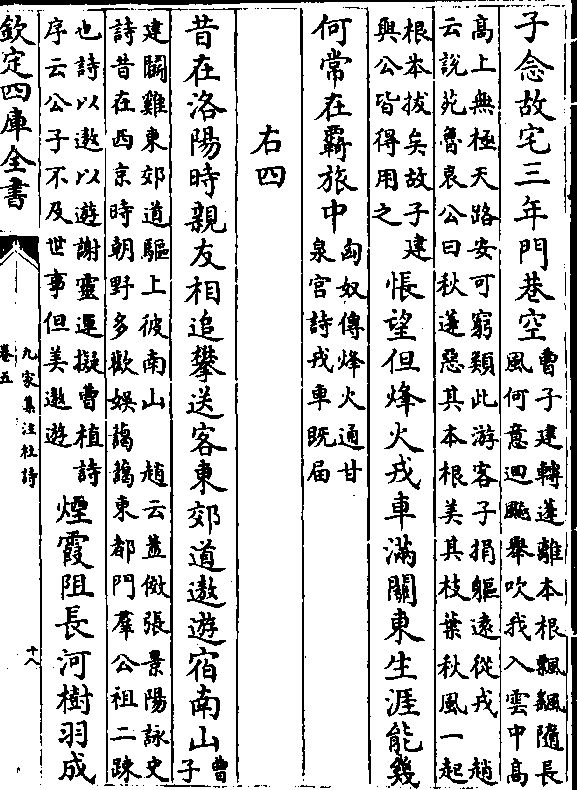 子念故宅三年門巷空
曹子建轉蓬離本根飄颻隨長
風何意迴飈舉吹我入雲中高
高上無極天路安可窮類此游客子捐軀遠從戎 趙
云說苑魯哀公曰秋蓬惡其本根美其枝葉秋風一起
根本拔矣故子建
與公皆得用之
悵望但烽火戎車滿關東生涯能幾
何常在羇旅中
匈奴傳烽火通甘
泉宮詩戎車既届
右四
昔在洛陽時親友相追攀送客東郊道遨遊宿南山
曹
子
建鬭雞東郊道驅上彼南山 趙云葢倣張景陽詠史
詩昔在西京時朝野多歡娛藹藹東都門羣公祖二踈
也詩以遨以遊謝靈運擬曹植詩
序云公子不及世事但美遨遊
煙霞阻長河樹羽成
欽定四庫全書
九家集注杜詩
卷五
十八